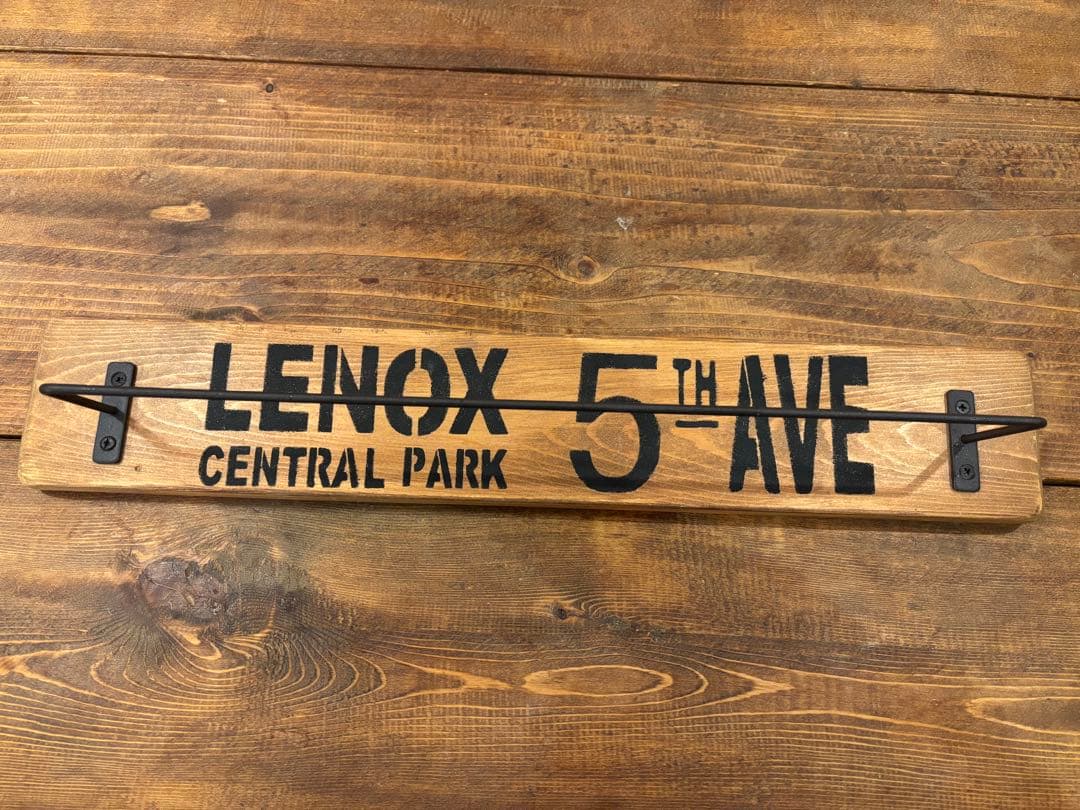 LENOX
CENTRAL PARK
5TH AVE